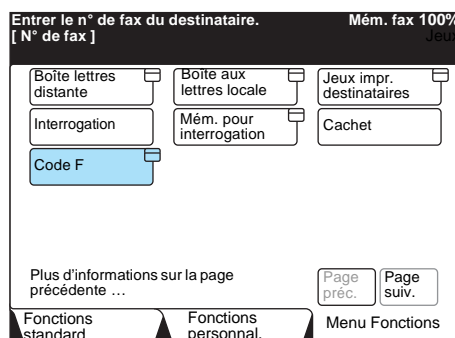 Entrer le n° de fax du destinataire. Mém. fax 100%
[ N° de fax ] Jeux
Boîte lettres distante
Boîte aux lettres locale
Jeux impr. destinataires
Interrogation
Mém. pour interrogation
Cachet
Code F
Plus d'informations sur la page
précédente …
Page préc.
Page suiv.
Fonctions standard
Fonctions personnal.
Menu Fonctions